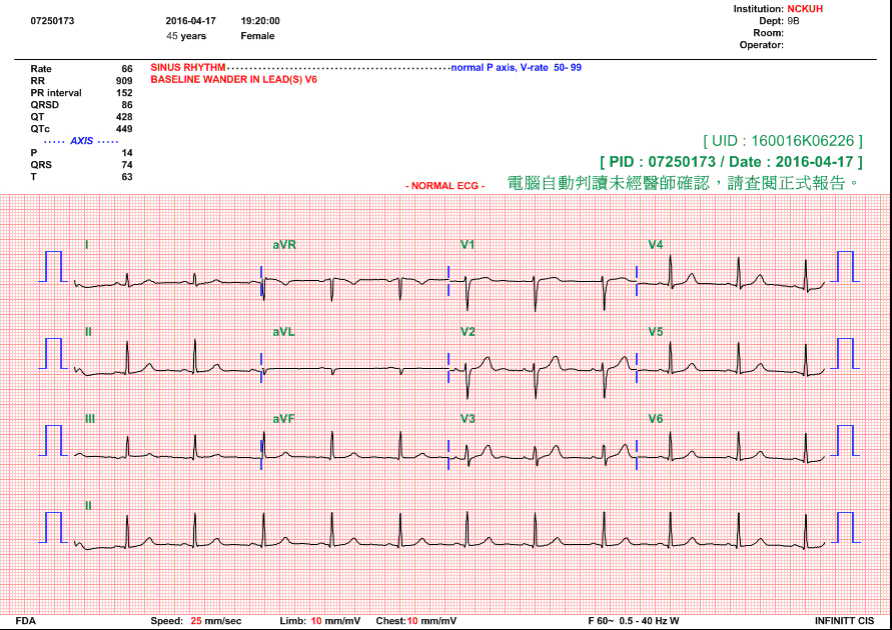 Institution: NCKUH
07250173 2016-04-17 19:20:00 Dept: 9B
45 years Female Room:
Operator:
Rate 66 SINUS RHYTHM - - - - - - - - - - - - - - - - - - - - - - - - - - - - - - - - - - - - - - - - - - - - -normal P axis, V-rate 50- 99
RR 909 BASELINE WANDER IN LEAD(S) V6
PR interval 152
QRSD 86
QT 428
QTc 449
----- AXIS -----
P 14
QRS 74
T 63
[ UID : 160016K06226 ]
[ PID : 07250173 / Date : 2016-04-17 ]
- NORMAL ECG - 電腦自動判讀未經醫師確認，請查閱正式報告。
I aVR V1 V4
II aVL V2 V5
III aVF V3 V6
II
FDA Speed: 25 mm/sec Limb: 10 mm/mV Chest: 10 mm/mV F 60~ 0.5 - 40 Hz W INFINITT CIS